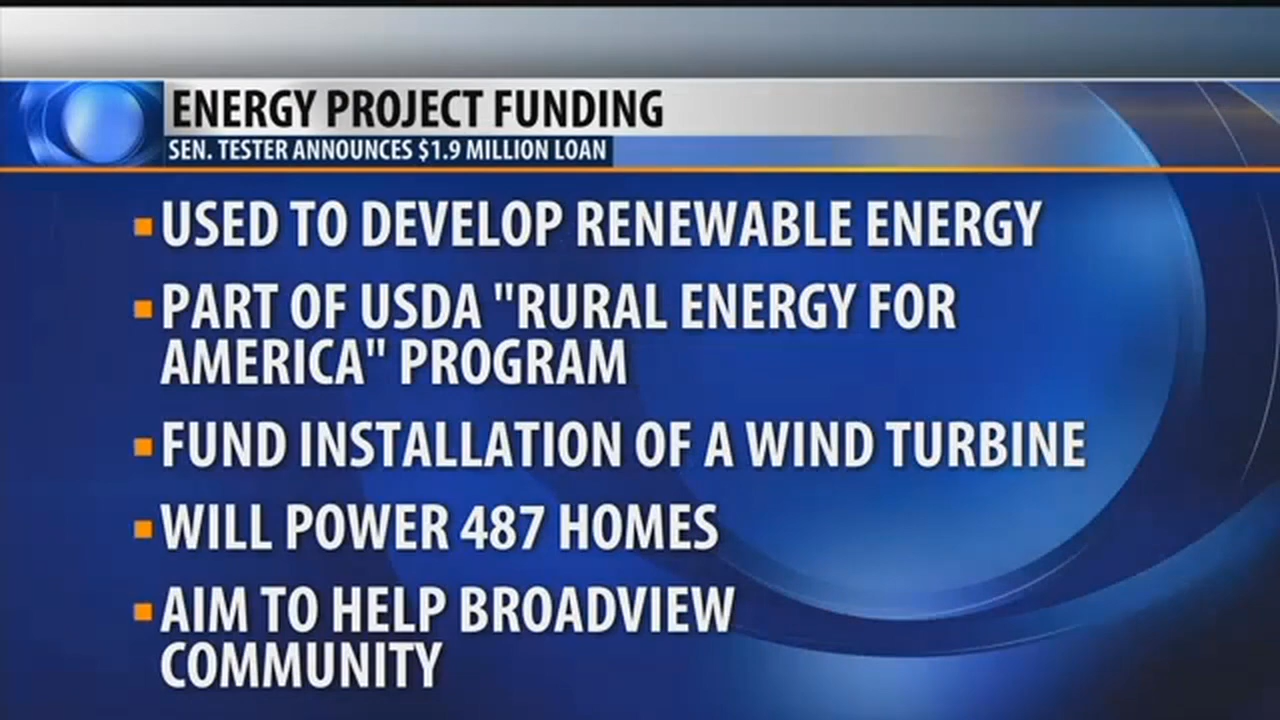 ENERGY PROJECT FUNDING
SEN. TESTER ANNOUNCES $1.9 MILLION LOAN
USED TO DEVELOP RENEWABLE ENERGY
PART OF USDA "RURAL ENERGY FOR
AMERICA" PROGRAM
FUND INSTALLATION OF A WIND TURBINE
WILL POWER 487 HOMES
AIM TO HELP BROADVIEW
COMMUNITY